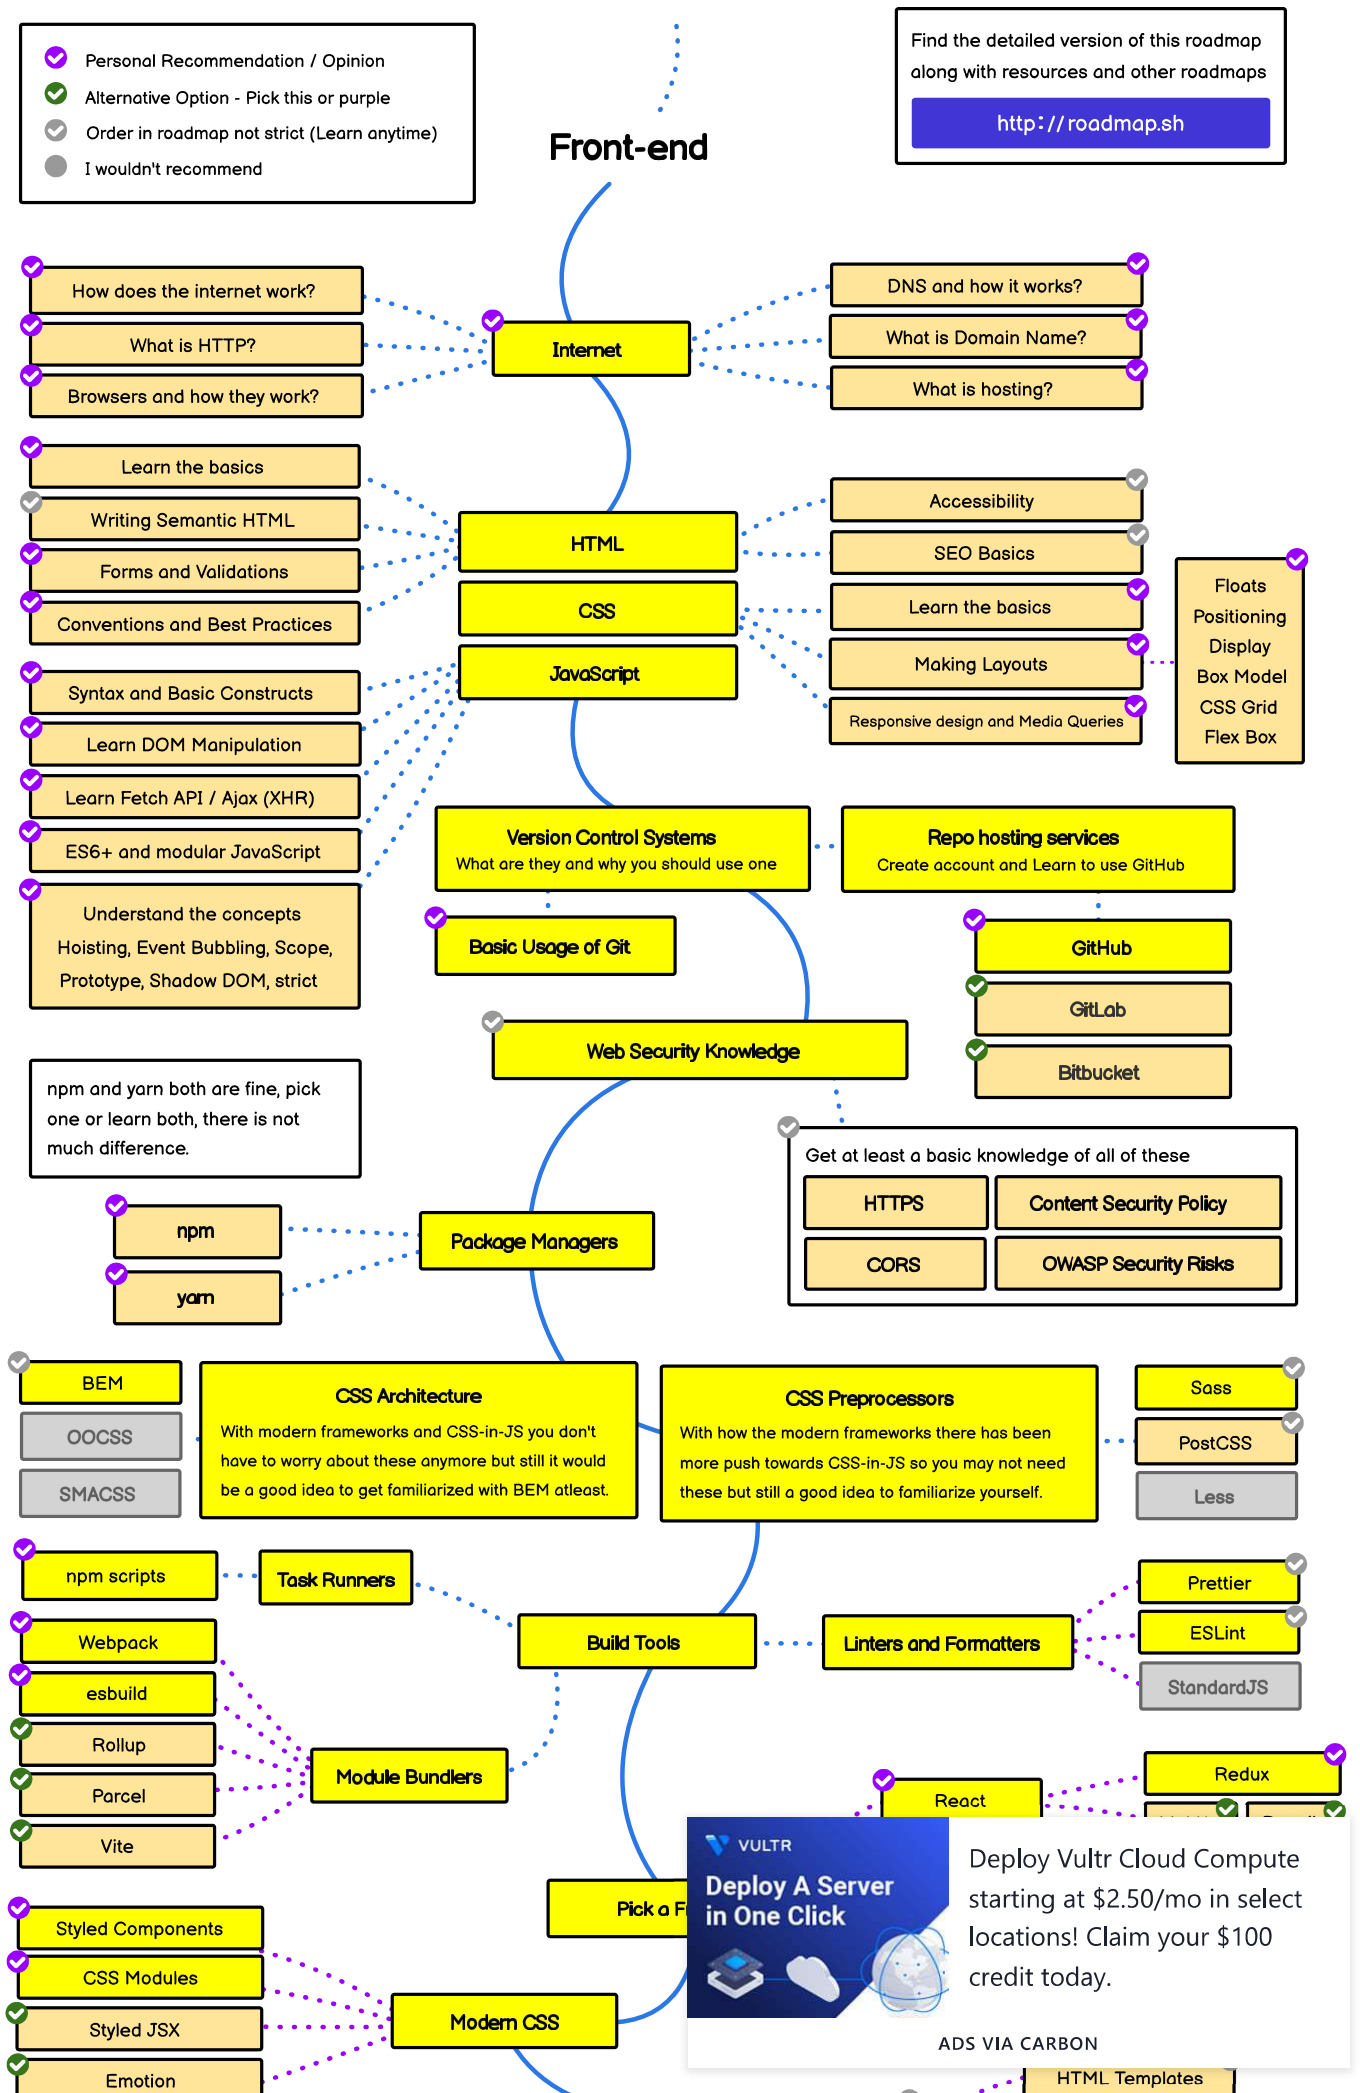 Personal Recommendation / Opinion
Alternative Option - Pick this or purple
Order in roadmap not strict (Learn anytime)
I wouldn't recommend
Find the detailed version of this roadmap
along with resources and other roadmaps
http://roadmap.sh
Front-end
How does the internet work?
What is HTTP?
Browsers and how they work?
Internet
DNS and how it works?
What is Domain Name?
What is hosting?
Learn the basics
Writing Semantic HTML
Forms and Validations
Conventions and Best Practices
HTML
CSS
JavaScript
Accessibility
SEO Basics
Learn the basics
Making Layouts
Responsive design and Media Queries
Floats
Positioning
Display
Box Model
CSS Grid
Flex Box
Syntax and Basic Constructs
Learn DOM Manipulation
Learn Fetch API / Ajax (XHR)
ES6+ and modular JavaScript
Understand the concepts
Hoisting, Event Bubbling, Scope,
Prototype, Shadow DOM, strict
Version Control Systems
What are they and why you should use one
Repo hosting services
Create account and Learn to use GitHub
Basic Usage of Git
GitHub
GitLab
Bitbucket
Web Security Knowledge
npm and yarn both are fine, pick
one or learn both, there is not
much difference.
Get at least a basic knowledge of all of these
HTTPS
Content Security Policy
CORS
OWASP Security Risks
npm
yarn
Package Managers
BEM
OOCSS
SMACSS
CSS Architecture
With modern frameworks and CSS-in-JS you don't
have to worry about these anymore but still it would
be a good idea to get familiarized with BEM atleast.
CSS Preprocessors
With how the modern frameworks there has been
more push towards CSS-in-JS so you may not need
these but still a good idea to familiarize yourself.
Sass
PostCSS
Less
npm scripts
Task Runners
Build Tools
Linters and Formatters
Prettier
ESLint
StandardJS
Webpack
esbuild
Rollup
Parcel
Vite
Module Bundlers
React
Redux
Pick a
VULTR
Deploy A Server
in One Click
Deploy Vultr Cloud Compute
starting at $2.50/mo in select
locations! Claim your $100
credit today.
ADS VIA CARBON
Styled Components
CSS Modules
Styled JSX
Emotion
Modern CSS
HTML Templates